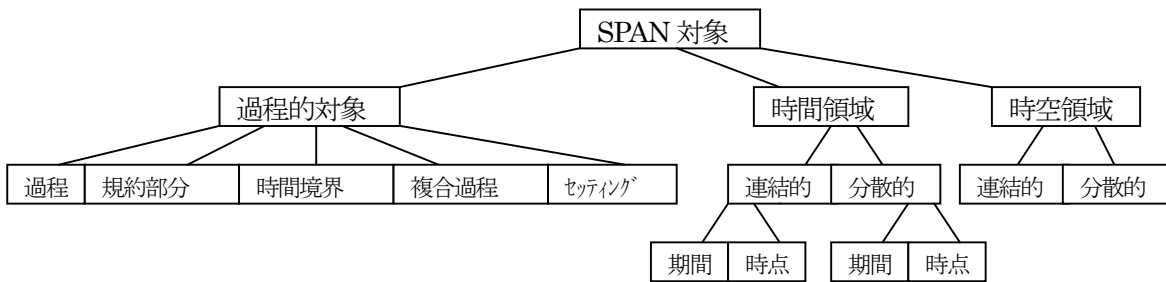 SPAN 対象
過程的対象 時間領域 時空領域
過程 規約部分 時間境界 複合過程 ｾｯﾃｨﾝｸﾞ 連結的 分散的 連結的 分散的
期間 時点 期間 時点